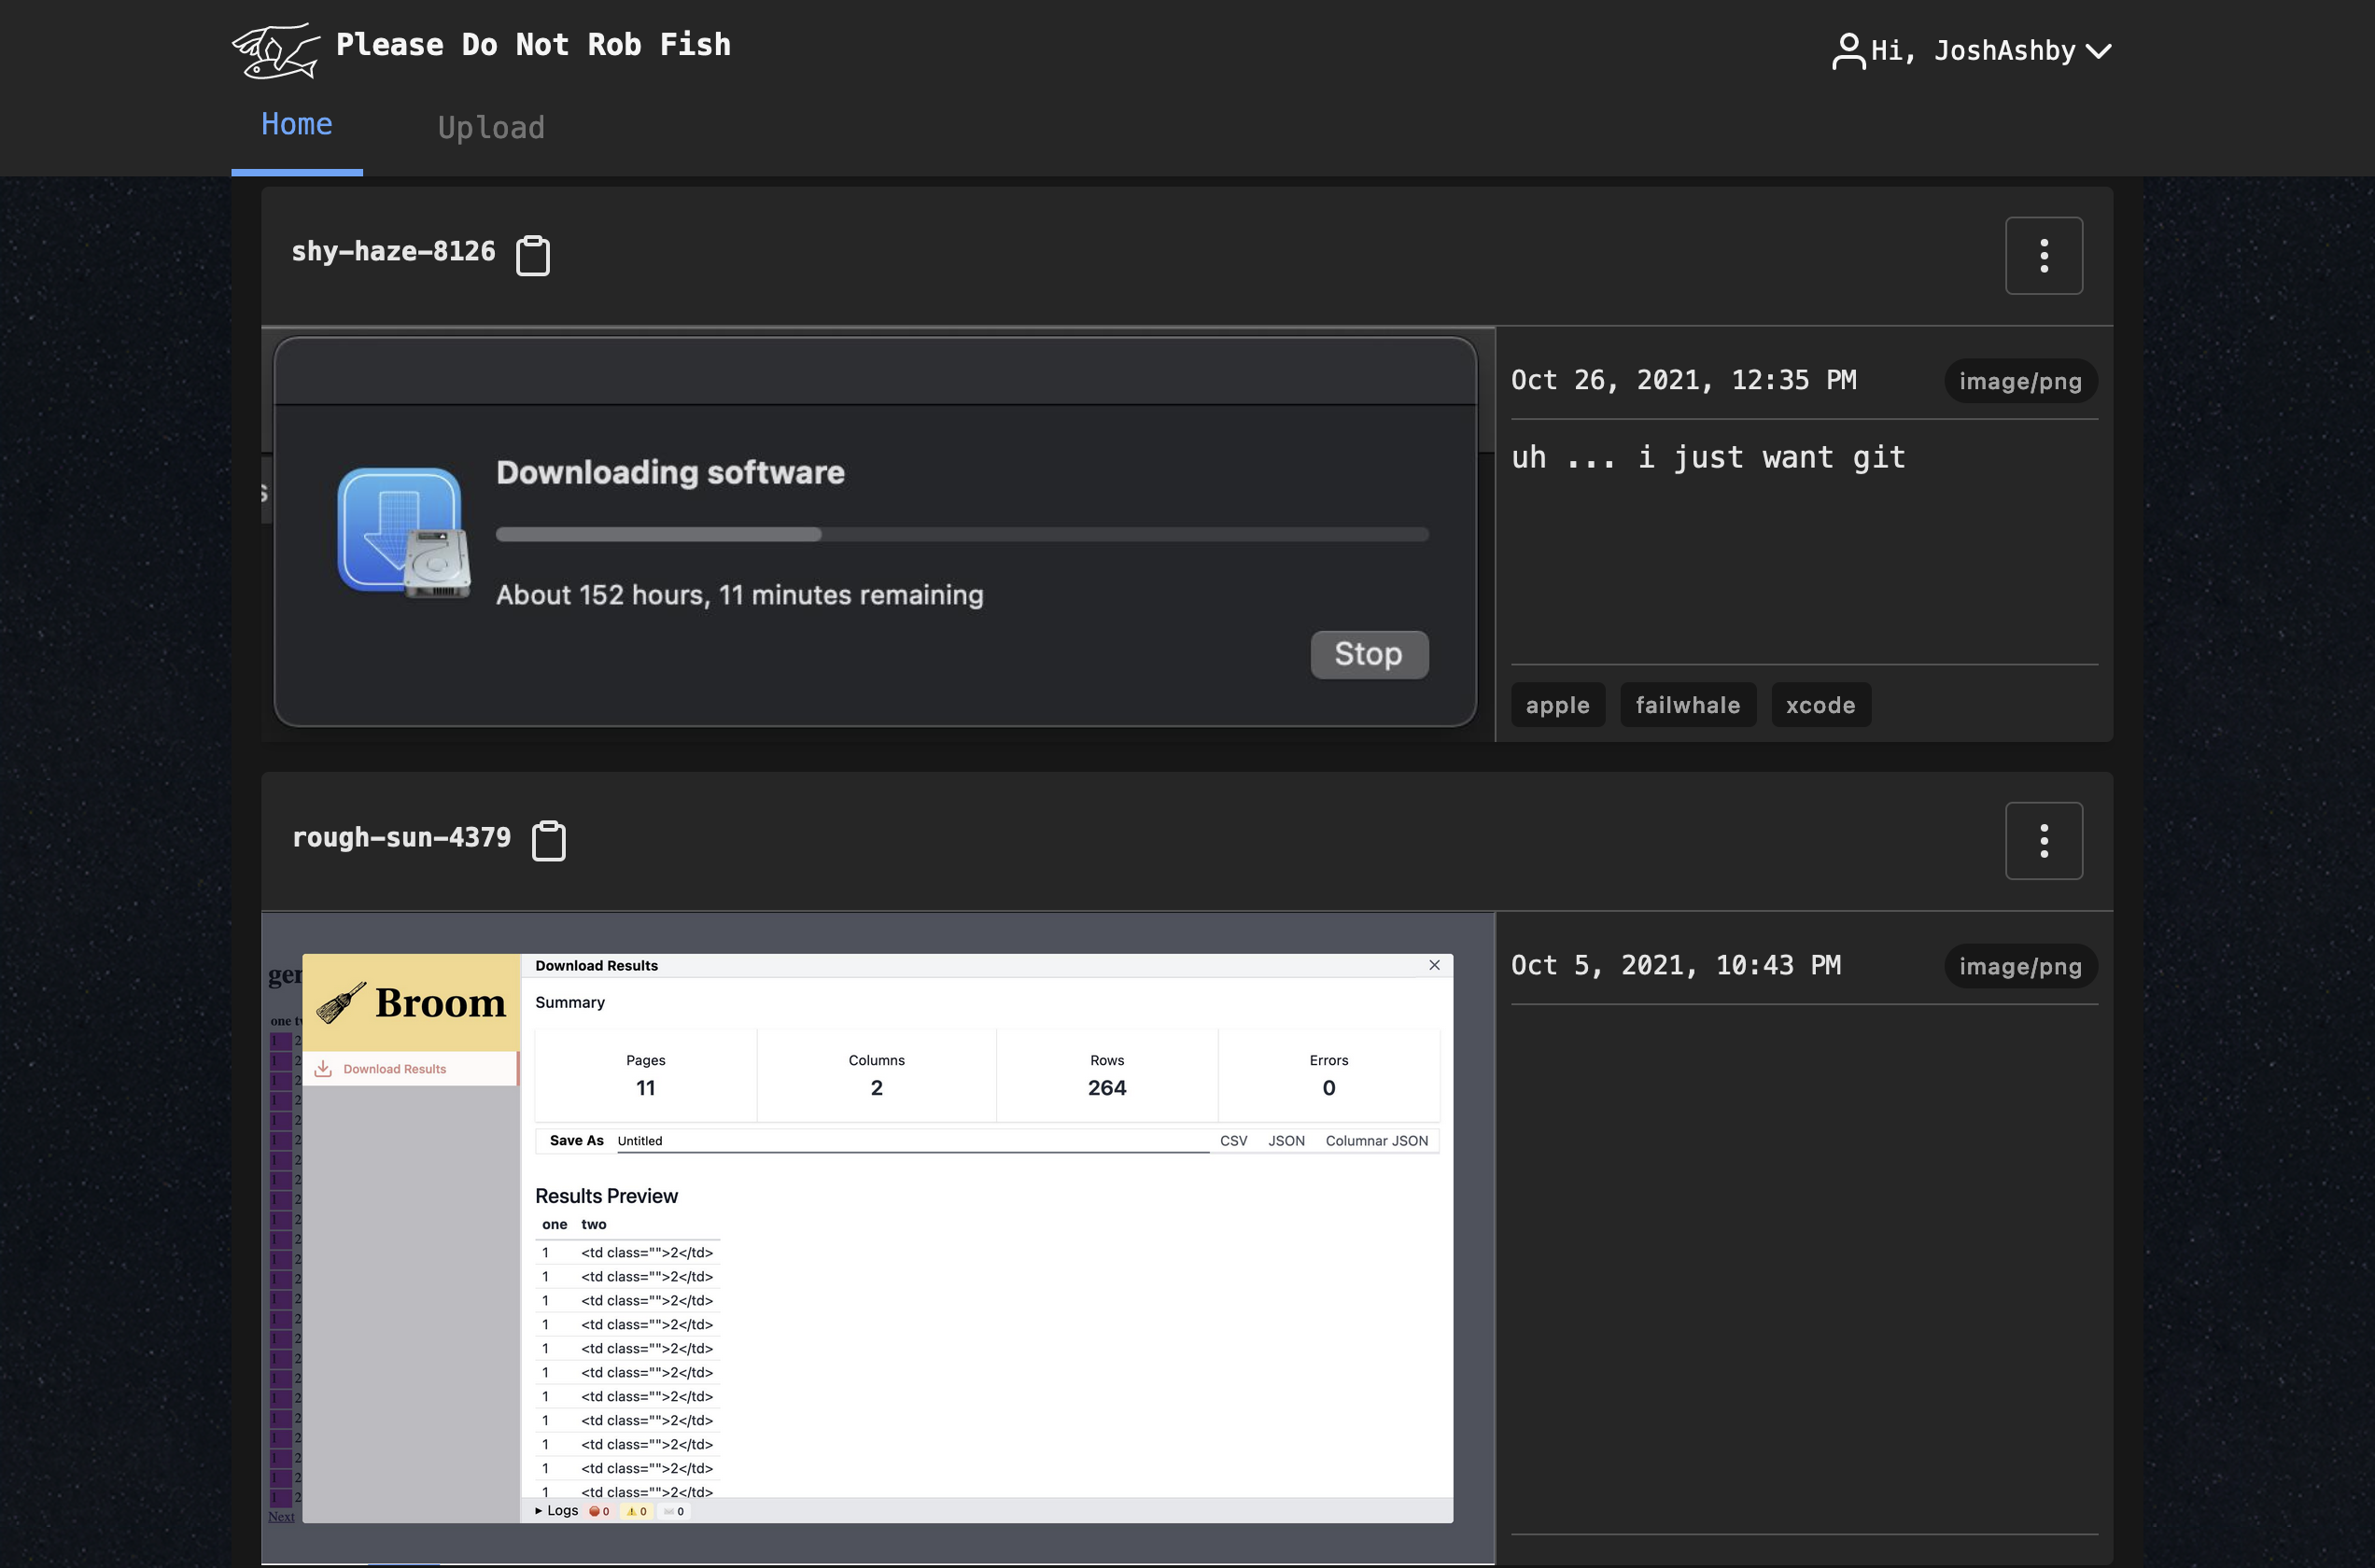 Please Do Not Rob Fish
Hi, JoshAshby
Home
Upload
shy-haze-8126
Downloading software
About 152 hours, 11 minutes remaining
Stop
Oct 26, 2021, 12:35 PM
image/png
uh ... i just want git
apple
failwhale
xcode
rough-sun-4379
Broom
Download Results
Download Results
Summary
Pages
11
Columns
2
Rows
264
Errors
0
Save As
Untitled
CSV
JSON
Columnar JSON
Results Preview
one two
1 <td class="">2</td>
1 <td class="">2</td>
1 <td class="">2</td>
1 <td class="">2</td>
1 <td class="">2</td>
1 <td class="">2</td>
1 <td class="">2</td>
1 <td class="">2</td>
1 <td class="">2</td>
1 <td class="">2</td>
1 <td class="">2</td>
Logs 0 0 0
Next
Oct 5, 2021, 10:43 PM
image/png